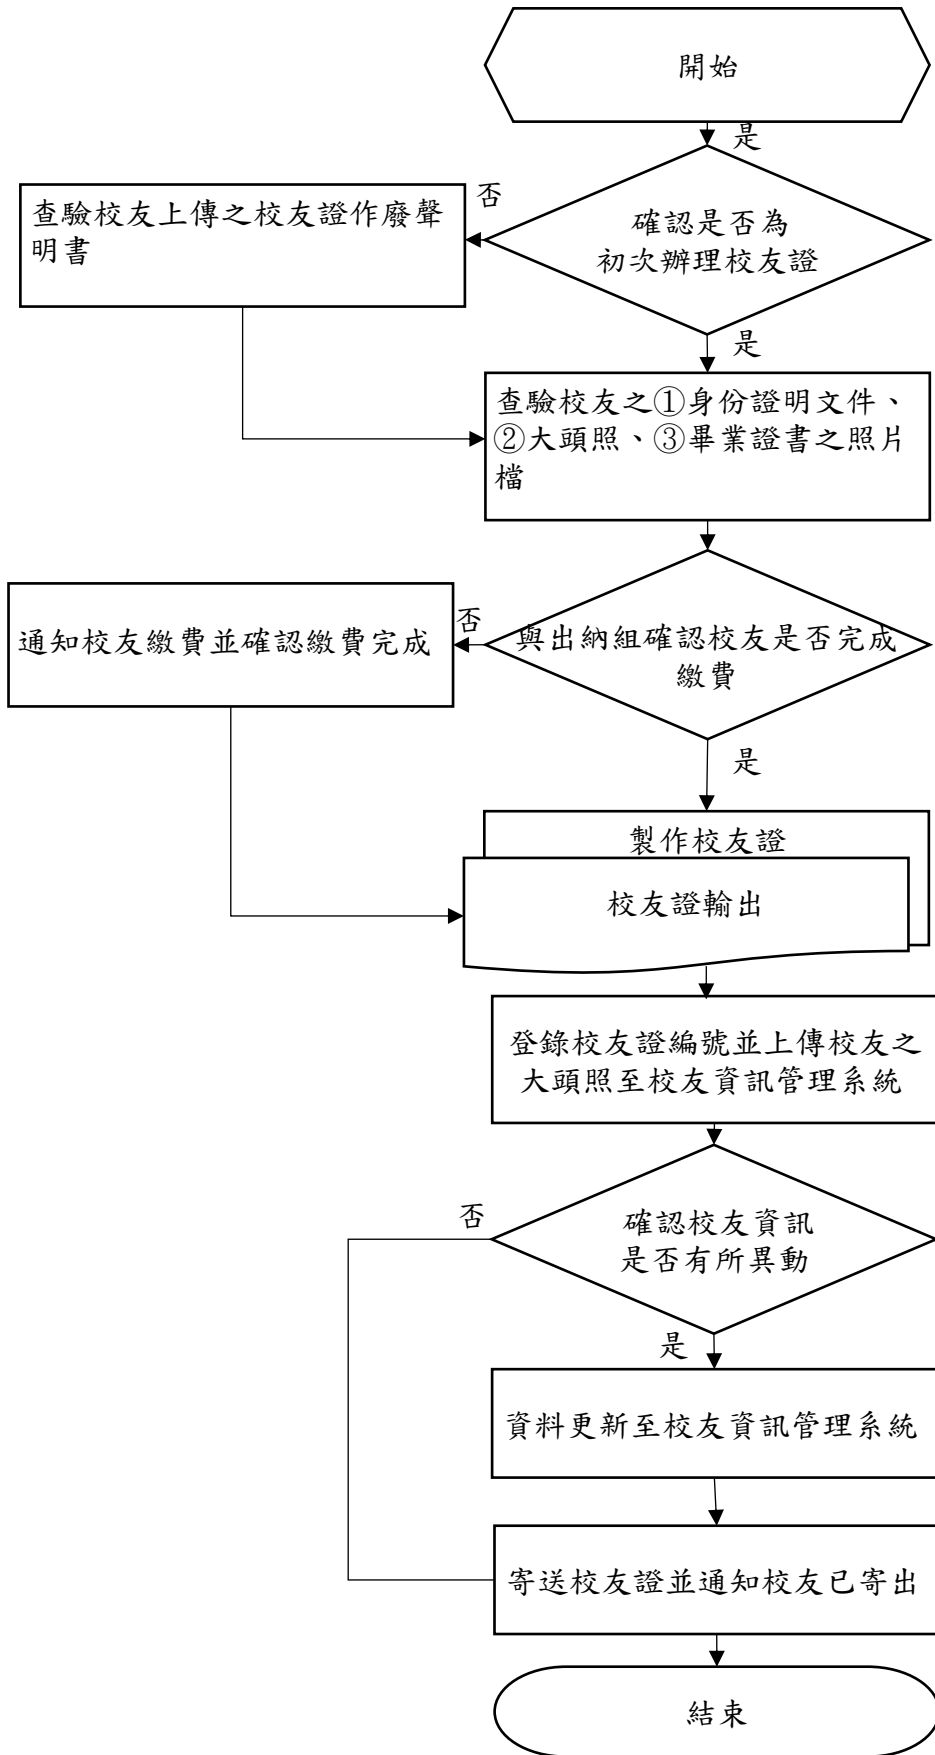 開始
是
否
查驗校友上傳之校友證作廢聲
明書
確認是否為
初次辦理校友證
是
查驗校友之①身份證明文件、
②大頭照、③畢業證書之照片
檔
否
通知校友繳費並確認繳費完成
與出納組確認校友是否完成
繳費
是
製作校友證
校友證輸出
登錄校友證編號並上傳校友之
大頭照至校友資訊管理系統
否
確認校友資訊
是否有所異動
是
資料更新至校友資訊管理系統
寄送校友證並通知校友已寄出
結束